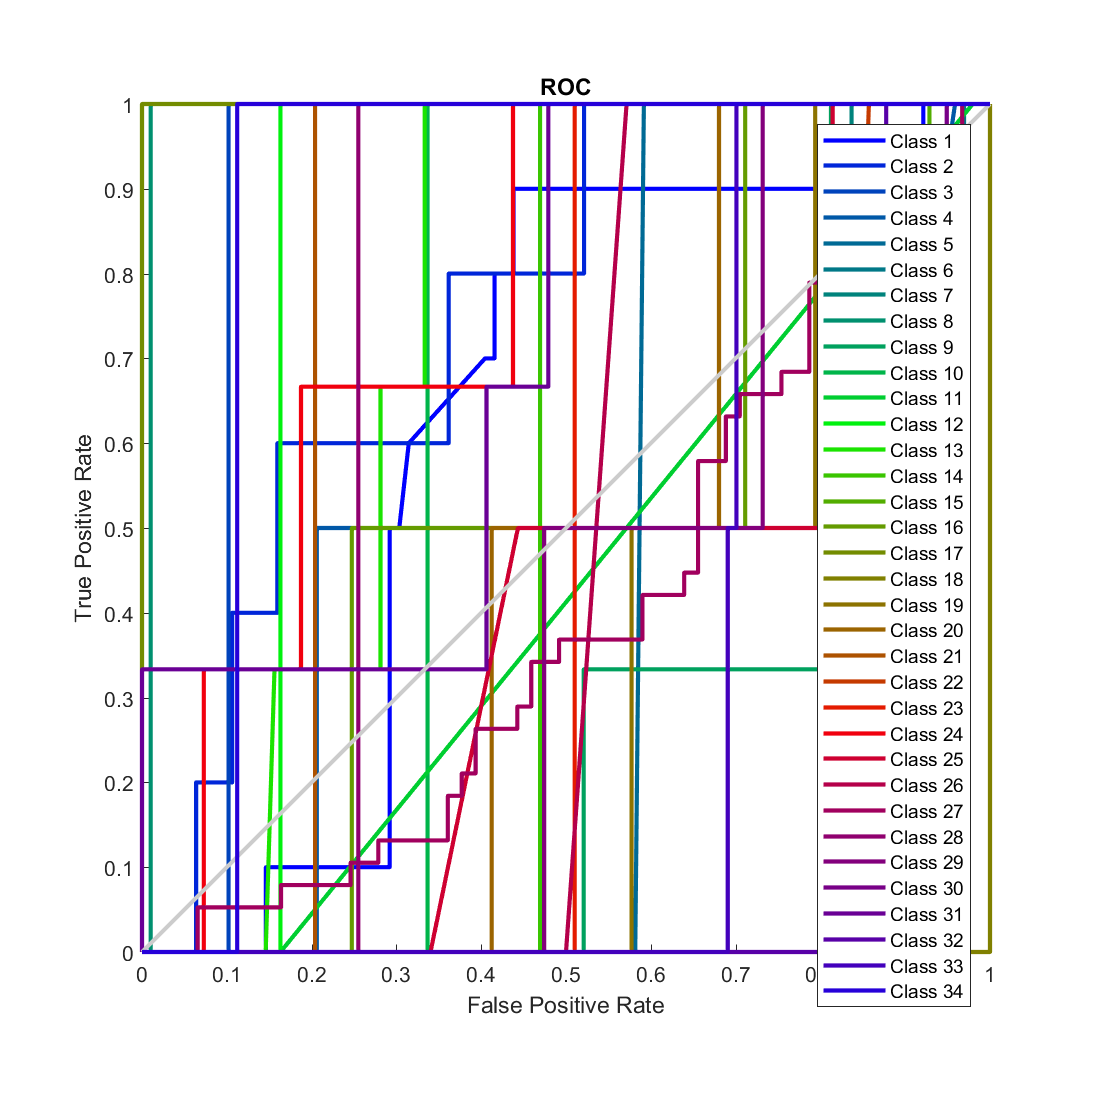 ROC
1
0.9
0.8
0.7
0.6
0.5
0.4
0.3
0.2
0.1
0
True Positive Rate
0 0.1 0.2 0.3 0.4 0.5 0.6 0.7 1
False Positive Rate
Class 1
Class 2
Class 3
Class 4
Class 5
Class 6
Class 7
Class 8
Class 9
Class 10
Class 11
Class 12
Class 13
Class 14
Class 15
Class 16
Class 17
Class 18
Class 19
Class 20
Class 21
Class 22
Class 23
Class 24
Class 25
Class 26
Class 27
Class 28
Class 29
Class 30
Class 31
Class 32
Class 33
Class 34